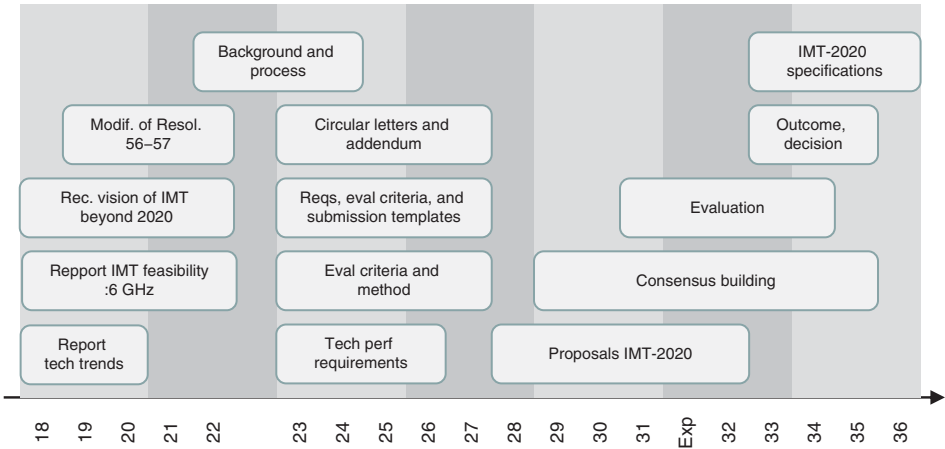 Background and
process
IMT-2020
specifications
Modif. of Resol.
56–57
Circular letters and
addendum
Outcome,
decision
Rec. vision of IMT
beyond 2020
Reqs, eval criteria, and
submission templates
Evaluation
Repport IMT feasibility
:6 GHz
Eval criteria and
method
Consensus building
Report
tech trends
Tech perf
requirements
Proposals IMT-2020
18 19 20 21 22 23 24 25 26 27 28 29 30 31 Exp 32 33 34 35 36